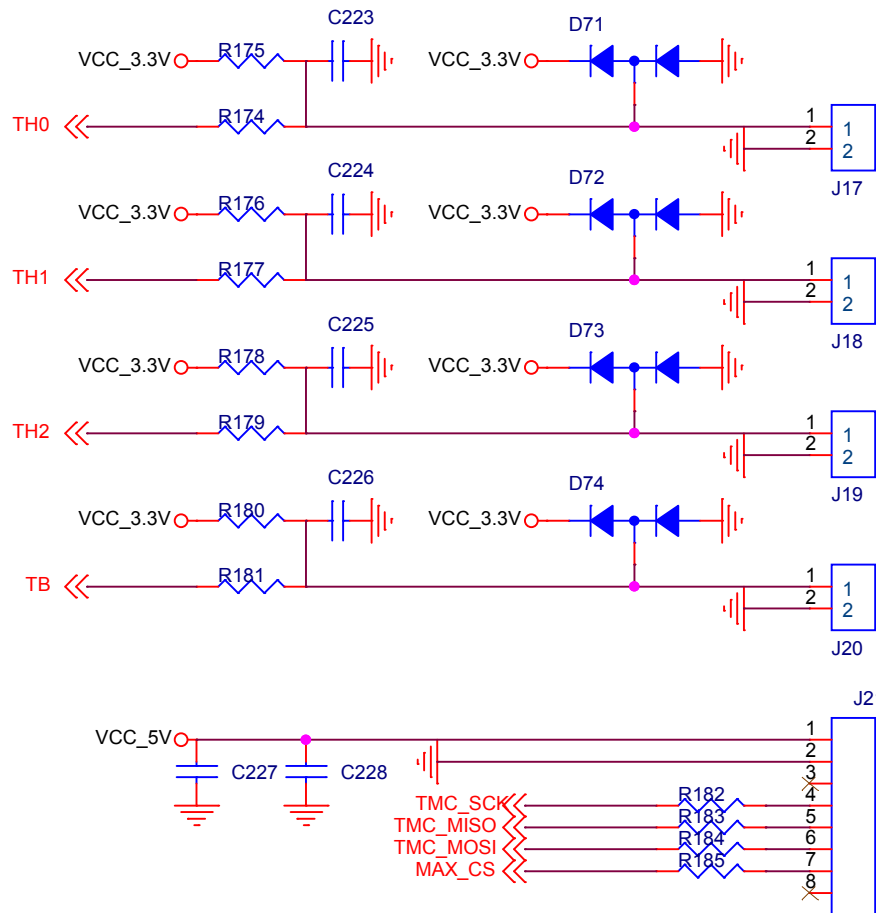 C223
D71
VCC_3.3V
R175
VCC_3.3V
TH0
R174
1
2
1
2
J17
C224
D72
VCC_3.3V
R176
VCC_3.3V
TH1
R177
1
2
1
2
J18
C225
D73
VCC_3.3V
R178
VCC_3.3V
TH2
R179
1
2
1
2
J19
C226
D74
VCC_3.3V
R180
VCC_3.3V
TB
R181
1
2
1
2
J20
J2
VCC_5V
1
2
3
C227
C228
TMC_SCK
R182
4
TMC_MISO
R183
5
TMC_MOSI
R184
6
MAX_CS
R185
7
8